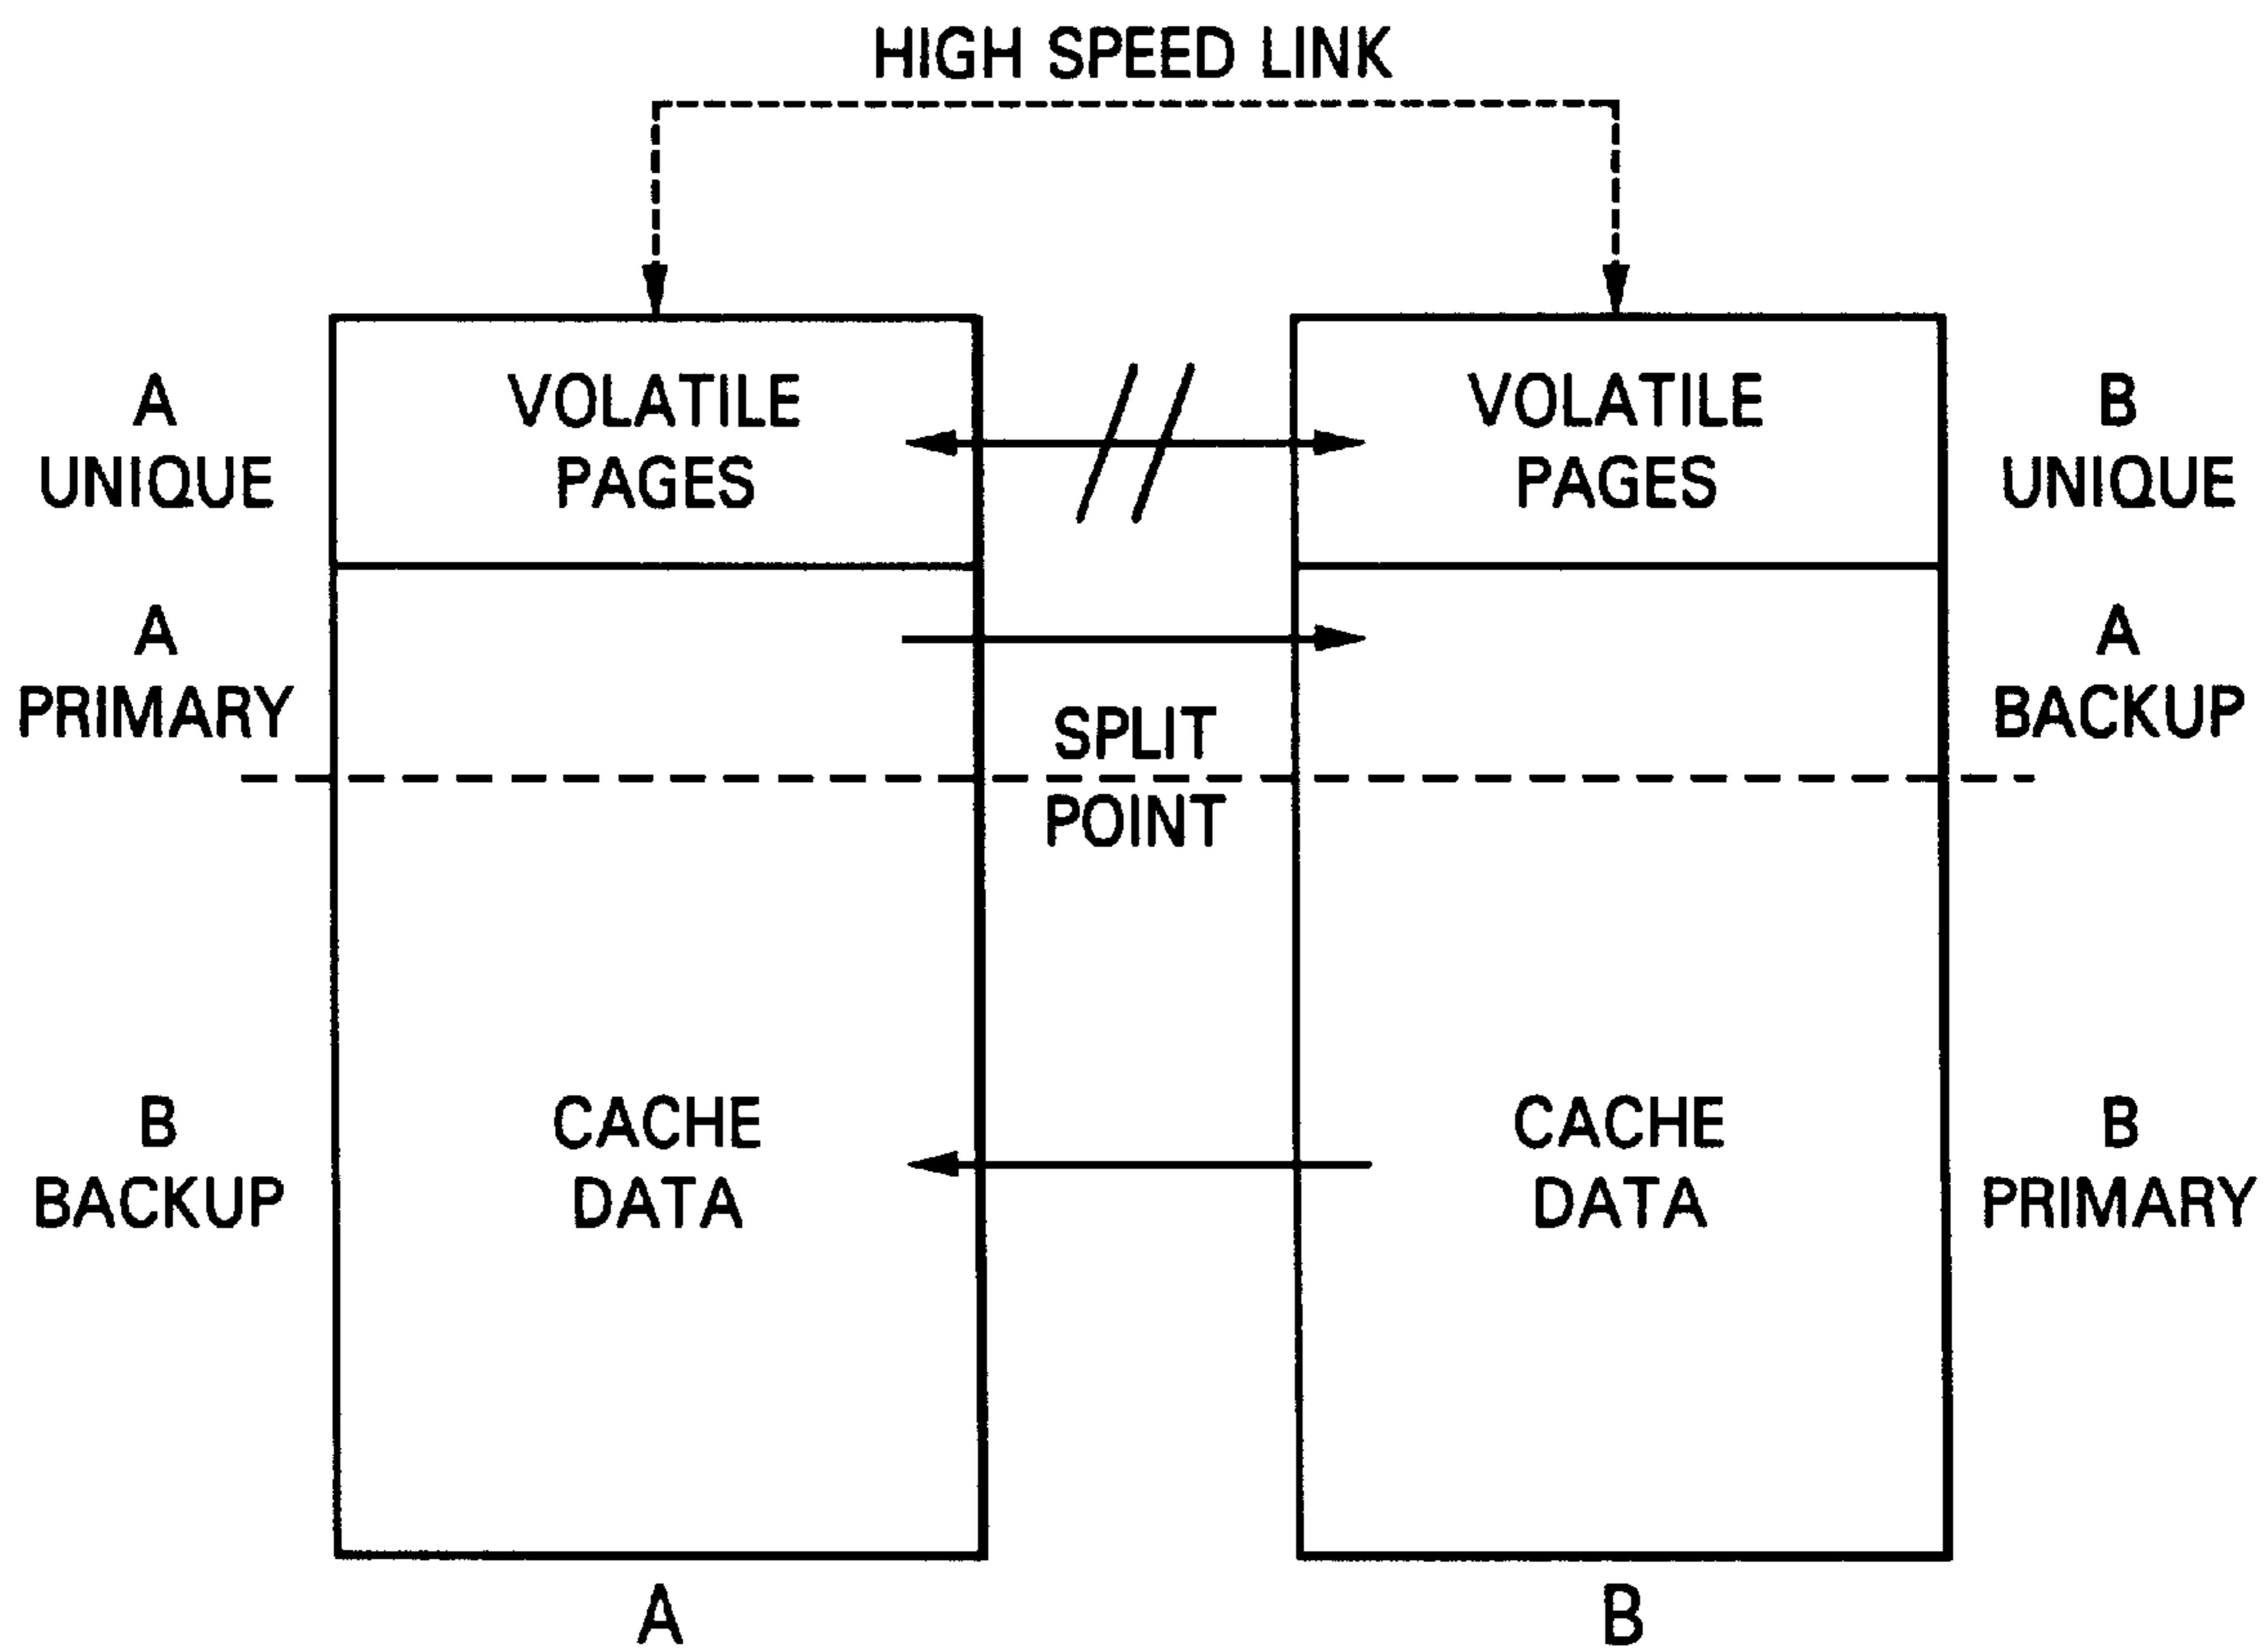 HIGH SPEED LINK
A
UNIQUE
VOLATILE
PAGES
VOLATILE
PAGES
B
UNIQUE
A
PRIMARY
SPLIT
POINT
A
BACKUP
B
BACKUP
CACHE
DATA
CACHE
DATA
B
PRIMARY
A
B